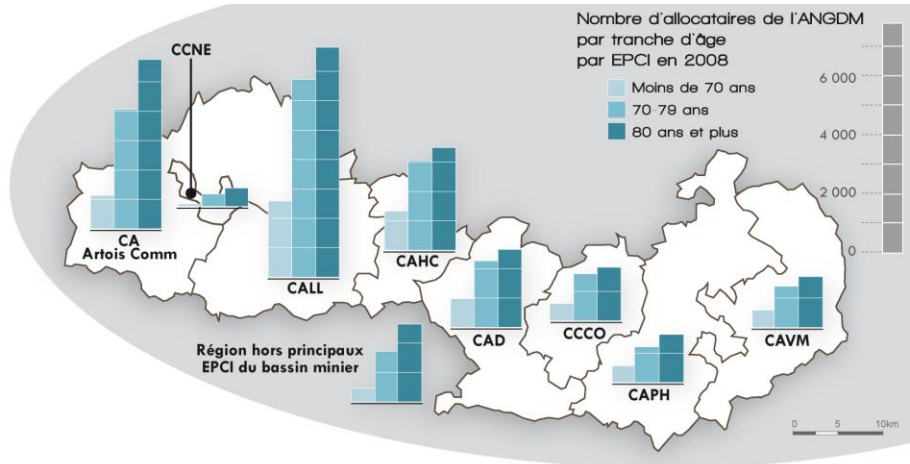 Nombre d'allocataires de l'ANGDM
par tranche d'âge
par EPCI en 2008
Moins de 70 ans
70-79 ans
80 ans et plus
6 000
4 000
2 000
0
CCNE
CA
Artois Comm
CALL
CAHC
CAD
CCCO
CAPH
CAVM
Région hors principaux
EPCI du bassin minier
0 5 10km